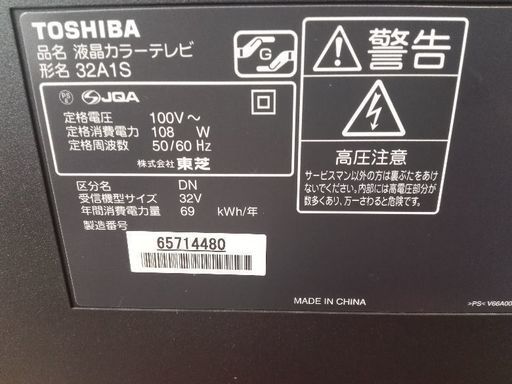 TOSHIBA
品名 液晶カラーテレビ
形名 32A1S
G
PS
E
JQA
定格電圧 100V～
定格消費電力 108 W
定格周波数 50/60 Hz
株式会社 東芝
区分名 DN
受信機型サイズ 32V
年間消費電力量 69 kWh/年
製造番号
65714480
警告
高圧注意
サービスマン以外の方は裏ぶたをあけ
ないでください。内部には高電圧部分が
数多くあり、万一さわると危険です。
MADE IN CHINA
>PS< V66A00